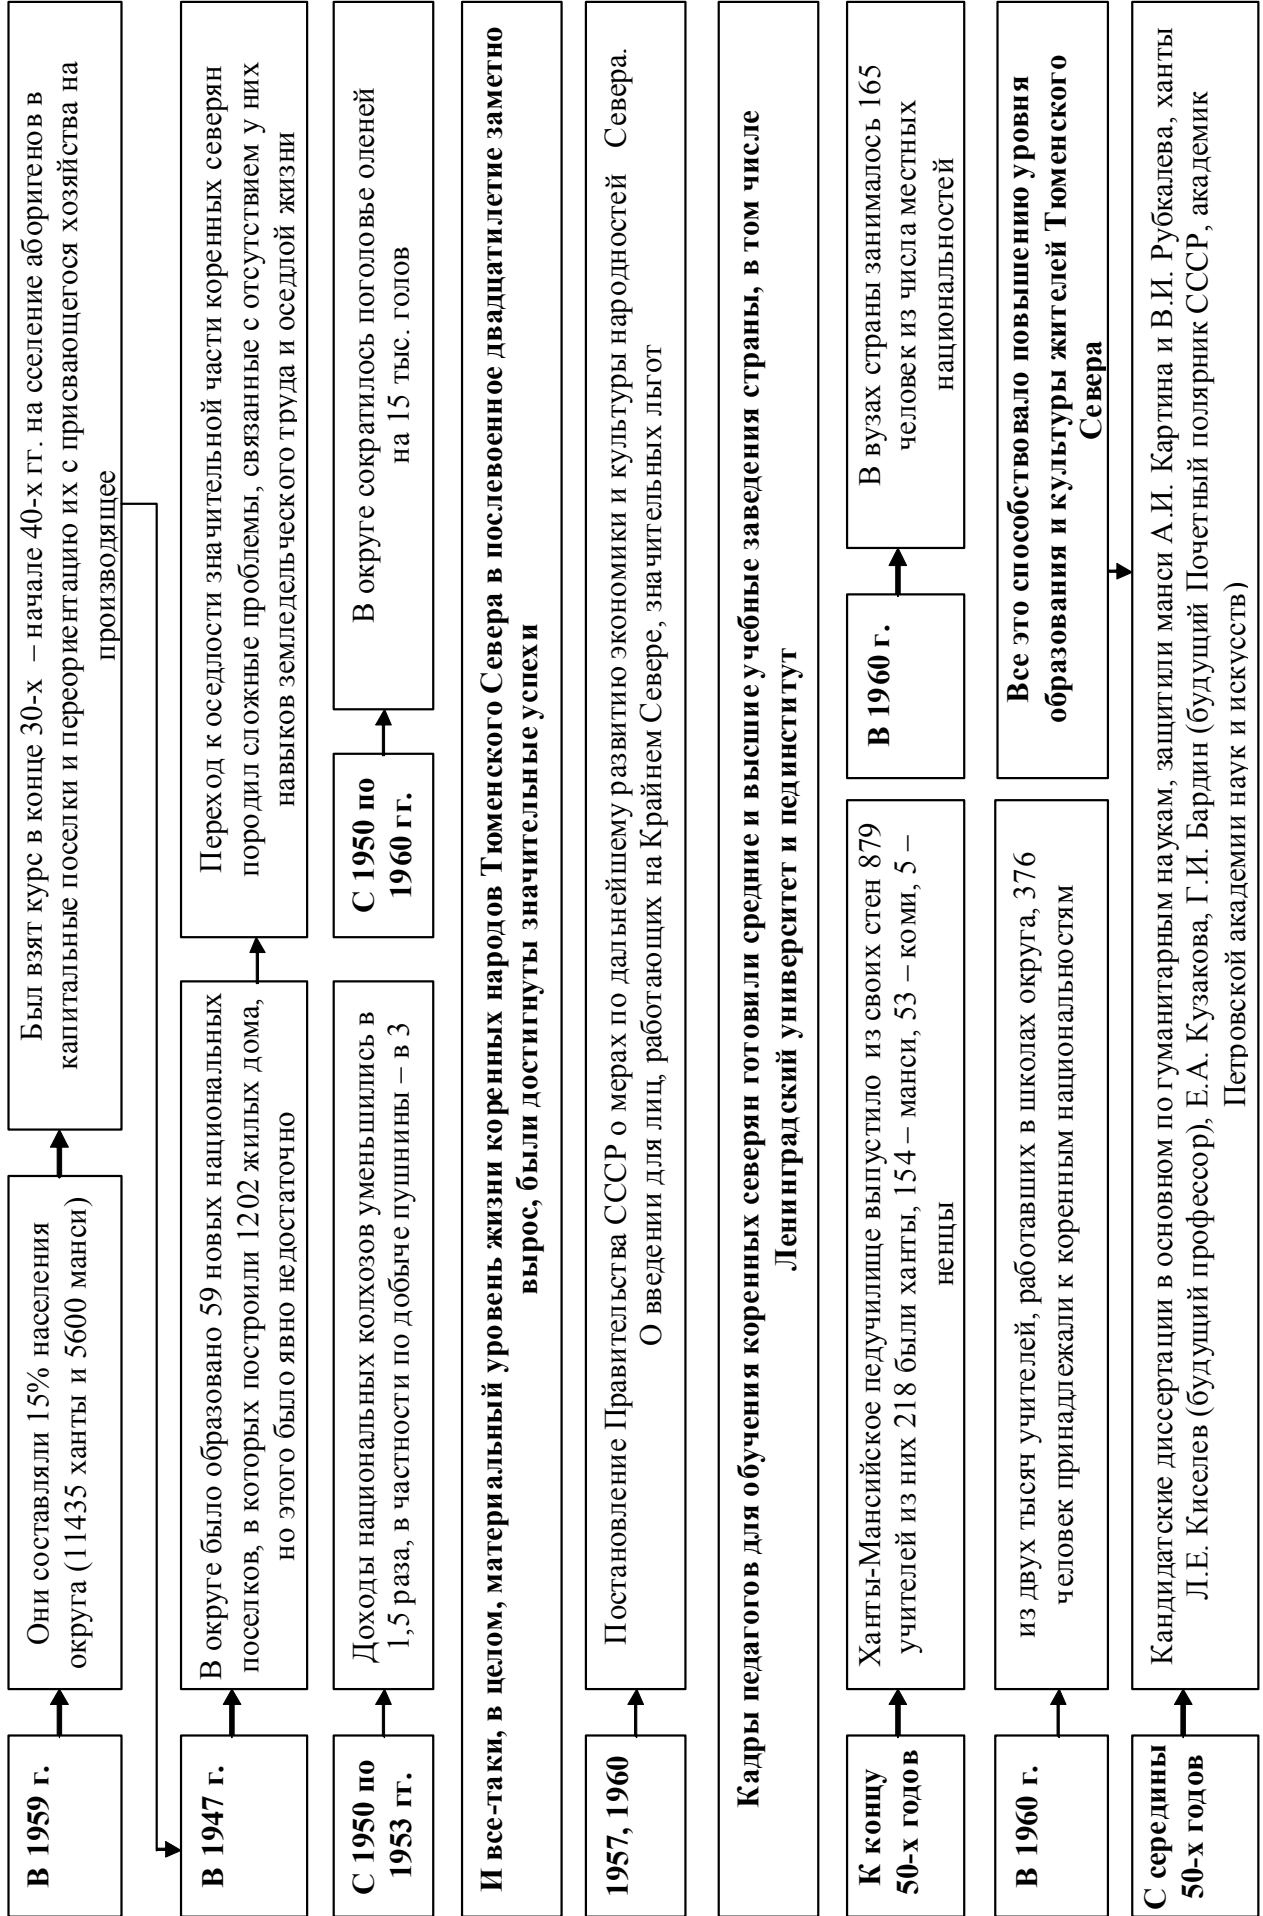 В 1959 г.
Они составляли 15% населения
округа (11435 ханты и 5600 манси)
Был взят курс в конце 30-х – начале 40-х гг. на сселение аборигенов в
капитальные поселки и переориентацию их с присвающегося хозяйства на
производящее
В 1947 г.
В округе было образовано 59 новых национальных
поселков, в которых построили 1202 жилых дома,
но этого было явно недостаточно
Переход к оседлости значительной части коренных северян
породил сложные проблемы, связанные с отсутствием у них
навыков земледельческого труда и оседлой жизни
С 1950 по
1953 гг.
Доходы национальных колхозов уменьшились в
1,5 раза, в частности по добыче пушнины – в 3
С 1950 по
1960 гг.
В округе сократилось поголовье оленей
на 15 тыс. голов
И все-таки, в целом, материальный уровень жизни коренных народов Тюменского Севера в послевоенное двадцатилетие заметно
вырос, были достигнуты значительные успехи
1957, 1960
Постановление Правительства СССР о мерах по дальнейшему развитию экономики и культуры народностей Севера.
О введении для лиц, работающих на Крайнем Севере, значительных льгот
Кадры педагогов для обучения коренных северян готовили средние и высшие учебные заведения страны, в том числе
Ленинградский университет и пединститут
К концу
50-х годов
Ханты-Мансийское педучилище выпустило из своих стен 879
учителей из них 218 были ханты, 154 – манси, 53 – коми, 5 –
ненцы
В 1960 г.
В вузах страны занималось 165
человек из числа местных
национальностей
В 1960 г.
из двух тысяч учителей, работавших в школах округа, 376
человек принадлежали к коренным национальностям
Все это способствовало повышению уровня
образования и культуры жителей Тюменского
Севера
С середины
50-х годов
Кандидатские диссертации в основном по гуманитарным наукам, защитили манси А.И. Картина и В.И. Рубкалева, ханты
Л.Е. Киселев (будущий профессор), Е.А. Кузакова, Г.И. Бардин (будущий Почетный полярник СССР, академик
Петровской академии наук и искусств)